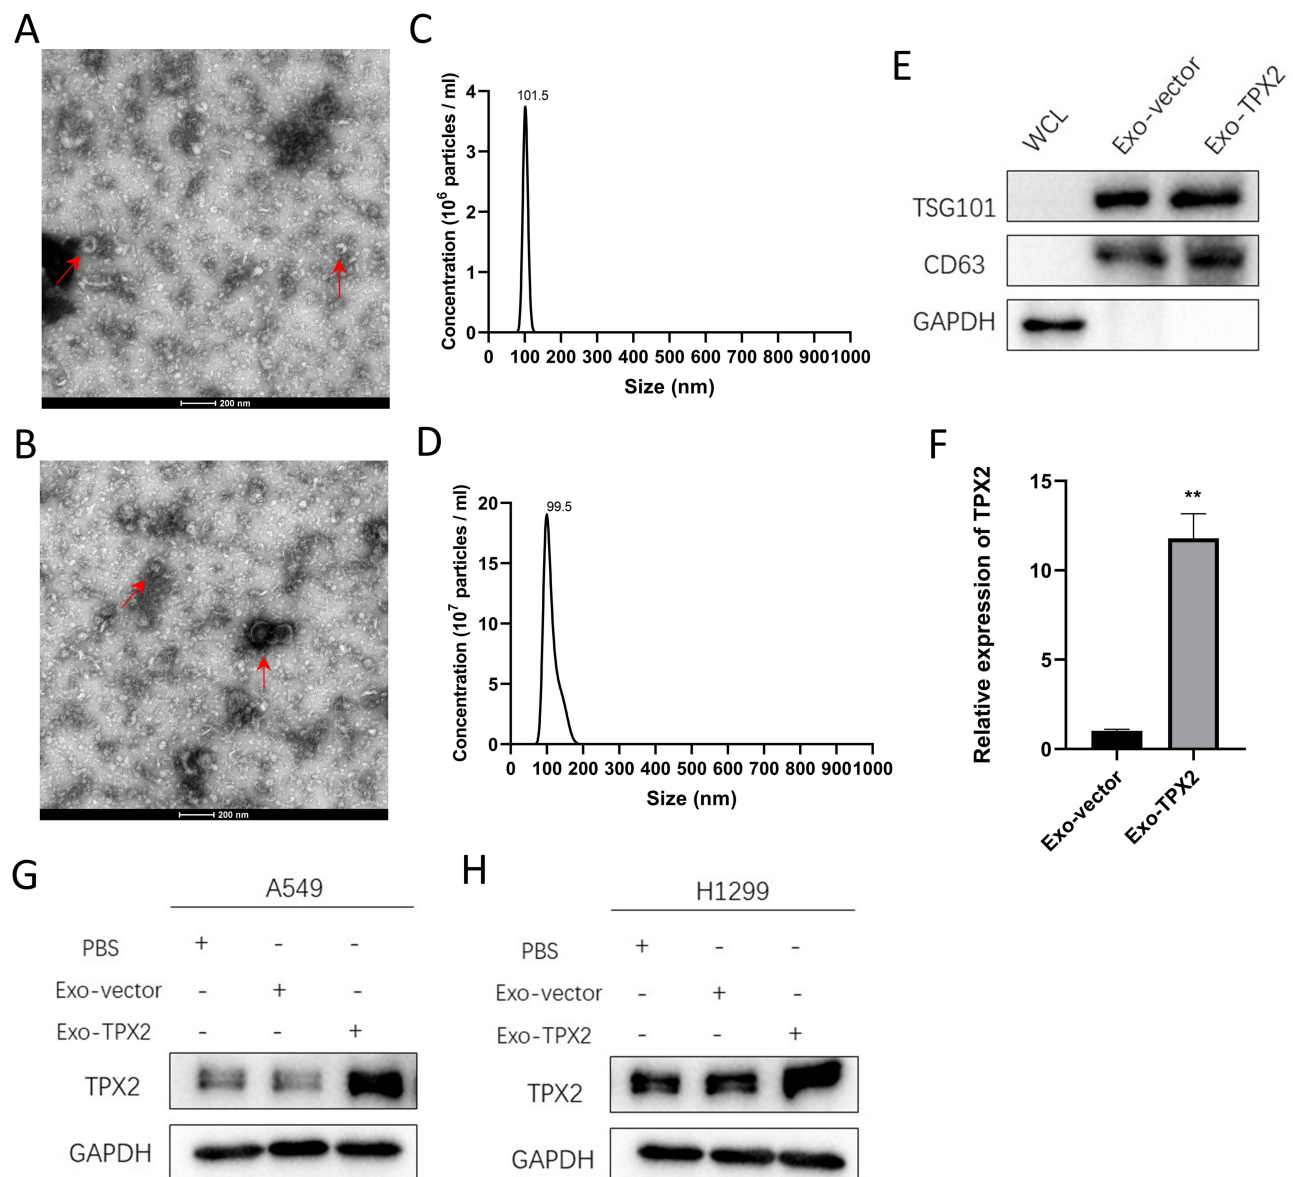 A
200 nm
B
200 nm
C
101.5
Concentration (10⁶ particles / ml)
4
3
2
1
0
0 100 200 300 400 500 600 700 800 900 1000
Size (nm)
D
99.5
Concentration (10⁷ particles / ml)
20
15
10
5
0
0 100 200 300 400 500 600 700 800 900 1000
Size (nm)
E
WCL Exo-vector Exo-TPX2
TSG101
CD63
GAPDH
F
Relative expression of TPX2
15
10
5
0
**
Exo-vector Exo-TPX2
G
A549
PBS + - -
Exo-vector - + -
Exo-TPX2 - - +
TPX2
GAPDH
H
H1299
PBS + - -
Exo-vector - + -
Exo-TPX2 - - +
TPX2
GAPDH